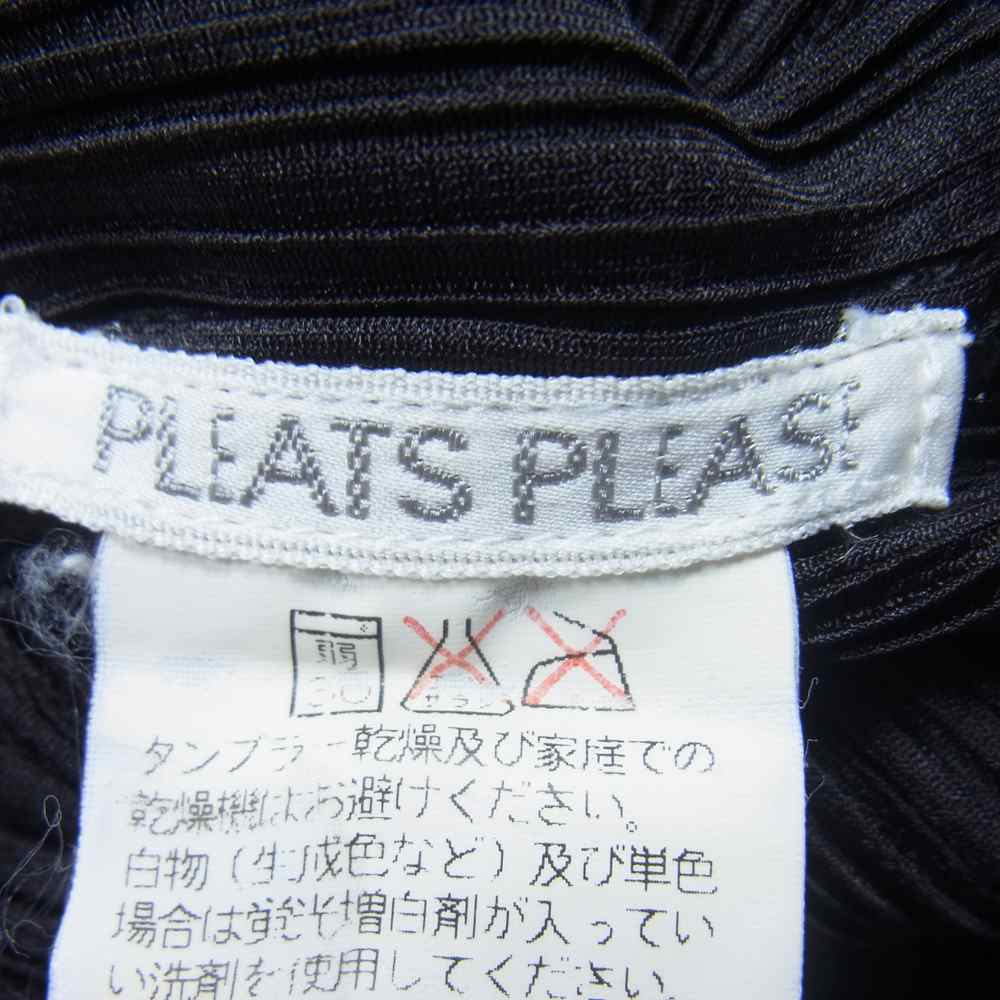 PLEATS PLEASE
弱
30
タンブラー乾燥及び家庭での
乾燥機はお避けください。
白物（生成色など）及び単色
場合は蛍光増白剤が入ってい
い洗剤を使用してください。